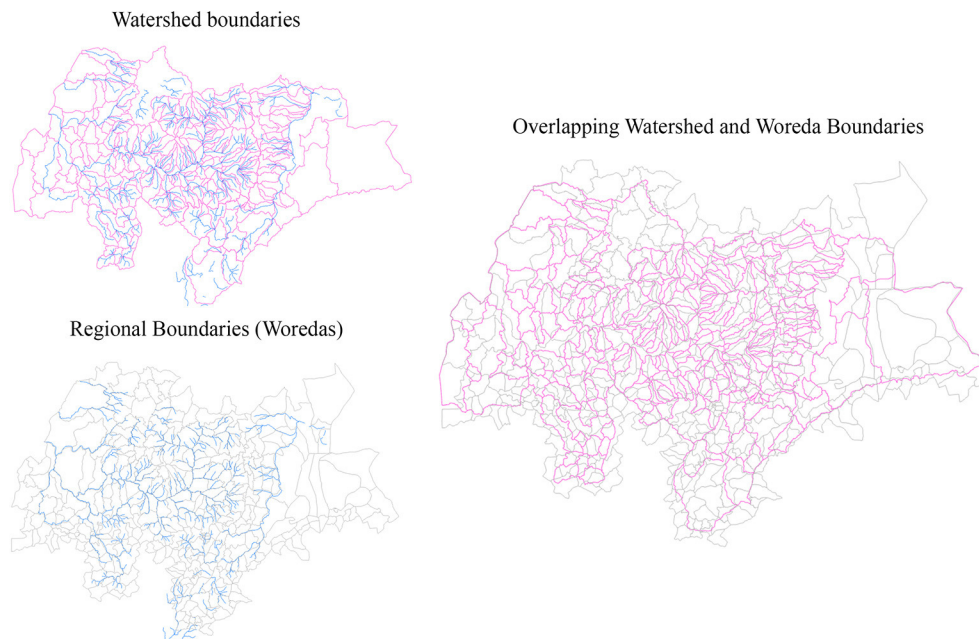 Watershed boundaries
Overlapping Watershed and Woreda Boundaries
Regional Boundaries (Woredas)